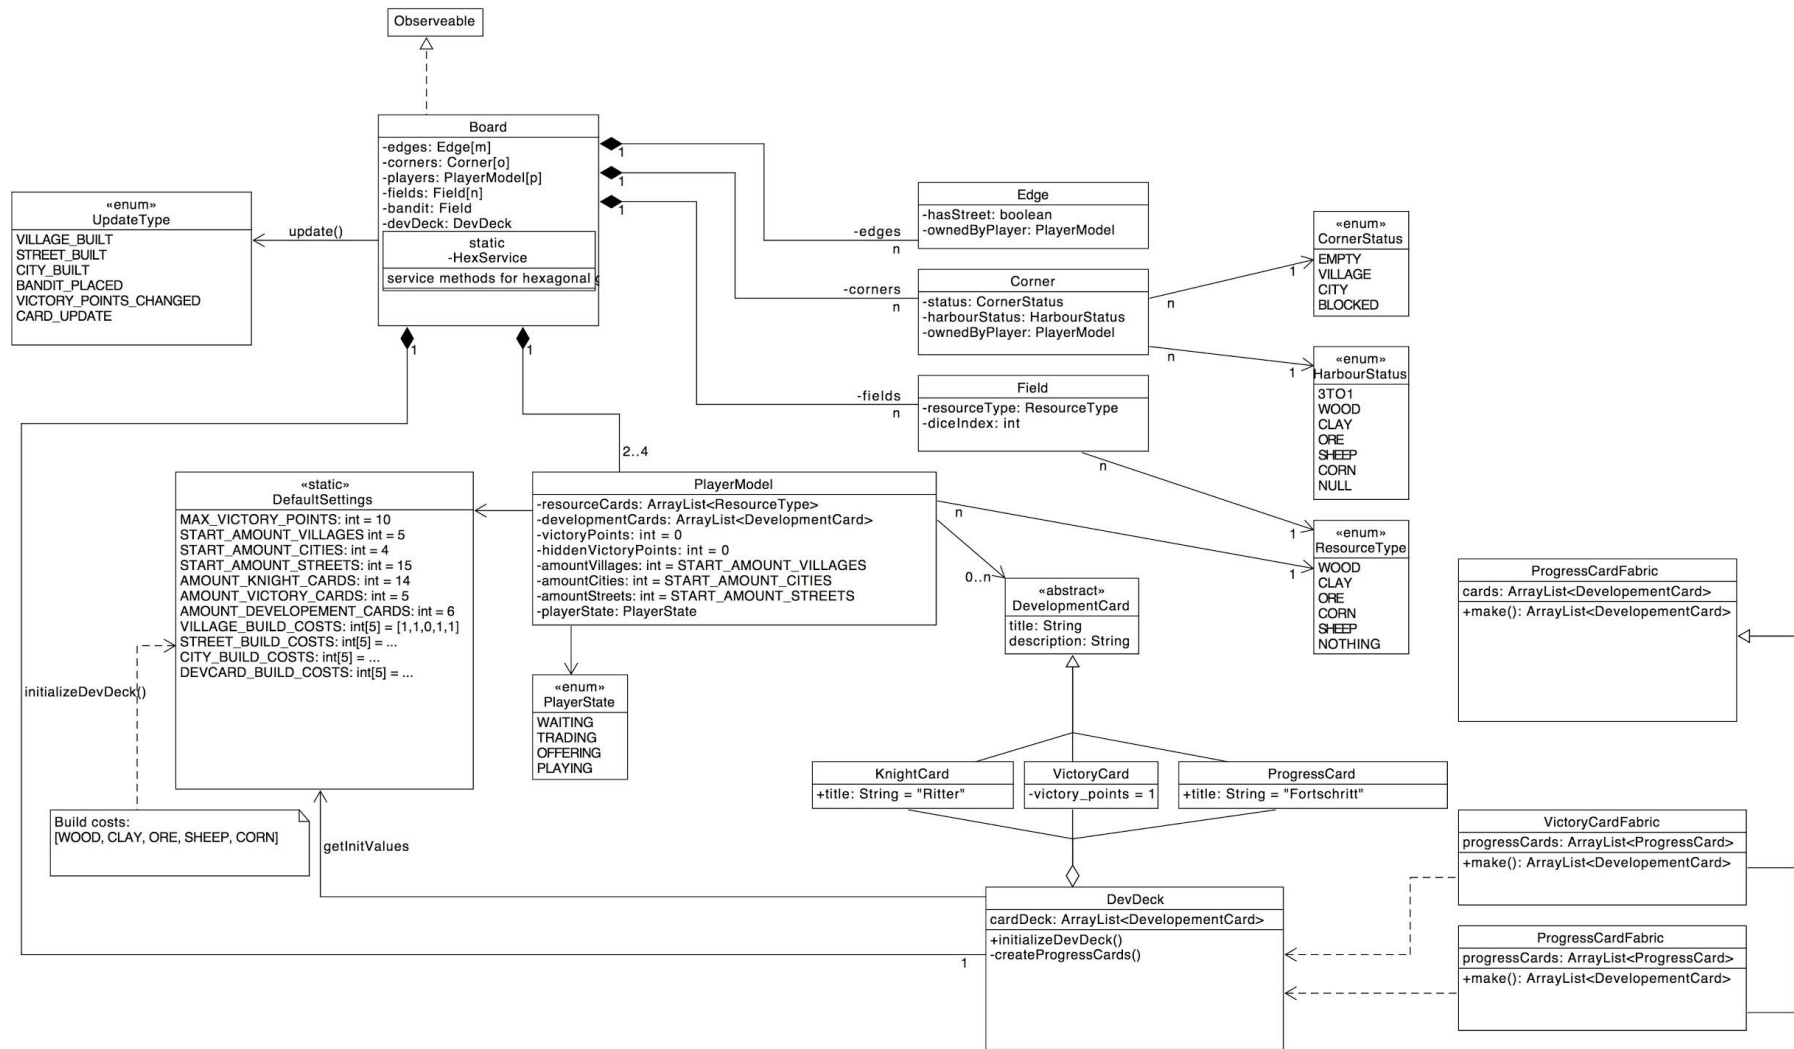 Observeable
Board
-edges: Edge[m]
-corners: Corner[o]
-players: PlayerModel[p]
-fields: Field[n]
-bandit: Field
-devDeck: DevDeck
static
-HexService
service methods for hexagonal g
1
1
1
1
1
«enum»
UpdateType
VILLAGE_BUILT
STREET_BUILT
CITY_BUILT
BANDIT_PLACED
VICTORY_POINTS_CHANGED
CARD_UPDATE
update()
-edges
n
Edge
-hasStreet: boolean
-ownedByPlayer: PlayerModel
-corners
n
Corner
-status: CornerStatus
-harbourStatus: HarbourStatus
-ownedByPlayer: PlayerModel
n
1
n
1
-fields
n
Field
-resourceType: ResourceType
-diceIndex: int
n
1
«enum»
CornerStatus
EMPTY
VILLAGE
CITY
BLOCKED
«enum»
HarbourStatus
3TO1
WOOD
CLAY
ORE
SHEEP
CORN
NULL
«enum»
ResourceType
WOOD
CLAY
ORE
CORN
SHEEP
NOTHING
2..4
«static»
DefaultSettings
MAX_VICTORY_POINTS: int = 10
START_AMOUNT_VILLAGES int = 5
START_AMOUNT_CITIES: int = 4
START_AMOUNT_STREETS: int = 15
AMOUNT_KNIGHT_CARDS: int = 14
AMOUNT_VICTORY_CARDS: int = 5
AMOUNT_DEVELOPEMENT_CARDS: int = 6
VILLAGE_BUILD_COSTS: int[5] = [1,1,0,1,1]
STREET_BUILD_COSTS: int[5] = ...
CITY_BUILD_COSTS: int[5] = ...
DEVCARD_BUILD_COSTS: int[5] = ...
PlayerModel
-resourceCards: ArrayList<ResourceType>
-developmentCards: ArrayList<DevelopmentCard>
-victoryPoints: int = 0
-hiddenVictoryPoints: int = 0
-amountVillages: int = START_AMOUNT_VILLAGES
-amountCities: int = START_AMOUNT_CITIES
-amountStreets: int = START_AMOUNT_STREETS
-playerState: PlayerState
n
1
0..n
«abstract»
DevelopmentCard
title: String
description: String
ProgressCardFabric
cards: ArrayList<DevelopementCard>
+make(): ArrayList<DevelopementCard>
initializeDevDeck()
«enum»
PlayerState
WAITING
TRADING
OFFERING
PLAYING
KnightCard
+title: String = "Ritter"
VictoryCard
-victory_points = 1
ProgressCard
+title: String = "Fortschritt"
Build costs:
[WOOD, CLAY, ORE, SHEEP, CORN]
getInitValues
VictoryCardFabric
progressCards: ArrayList<ProgressCard>
+make(): ArrayList<DevelopementCard>
DevDeck
cardDeck: ArrayList<DevelopementCard>
+initializeDevDeck()
-createProgressCards()
1
ProgressCardFabric
progressCards: ArrayList<ProgressCard>
+make(): ArrayList<DevelopementCard>